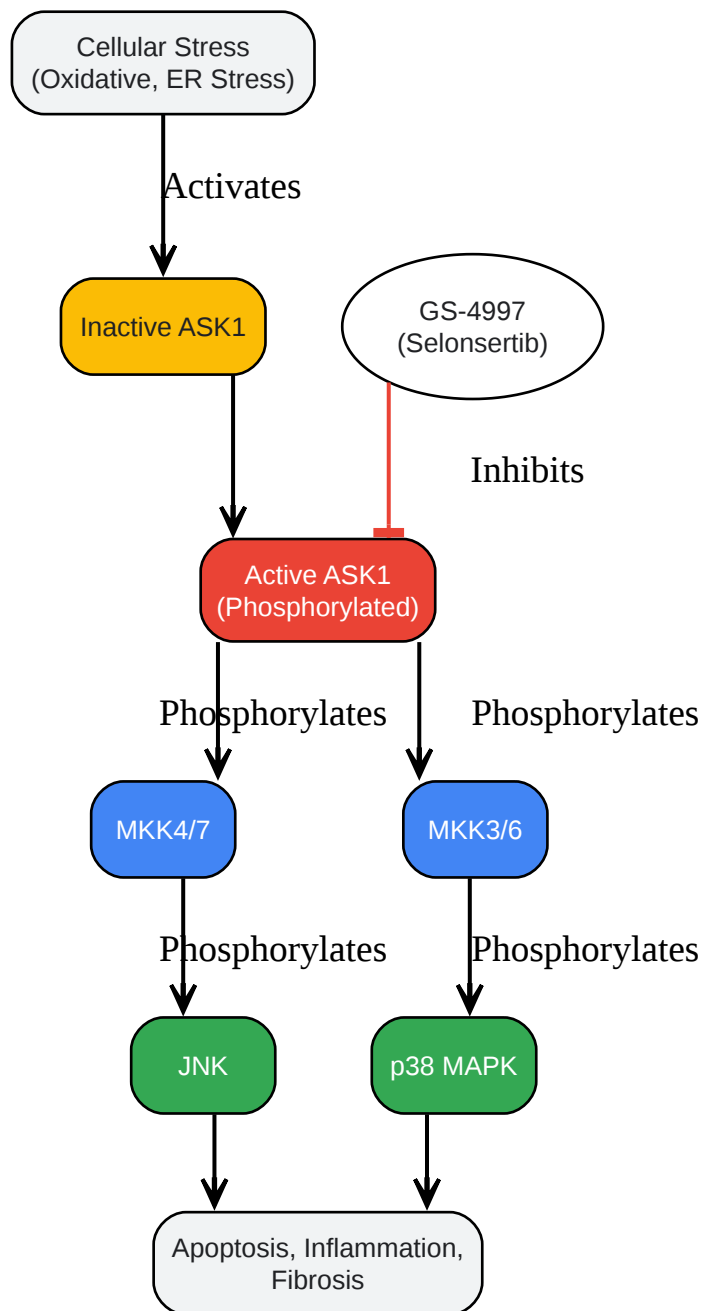 Cellular Stress
(Oxidative, ER Stress)
Activates
Inactive ASK1
GS-4997
(Selonsertib)
Inhibits
Active ASK1
(Phosphorylated)
Phosphorylates
Phosphorylates
MKK4/7
MKK3/6
Phosphorylates
Phosphorylates
JNK
p38 MAPK
Apoptosis, Inflammation,
Fibrosis